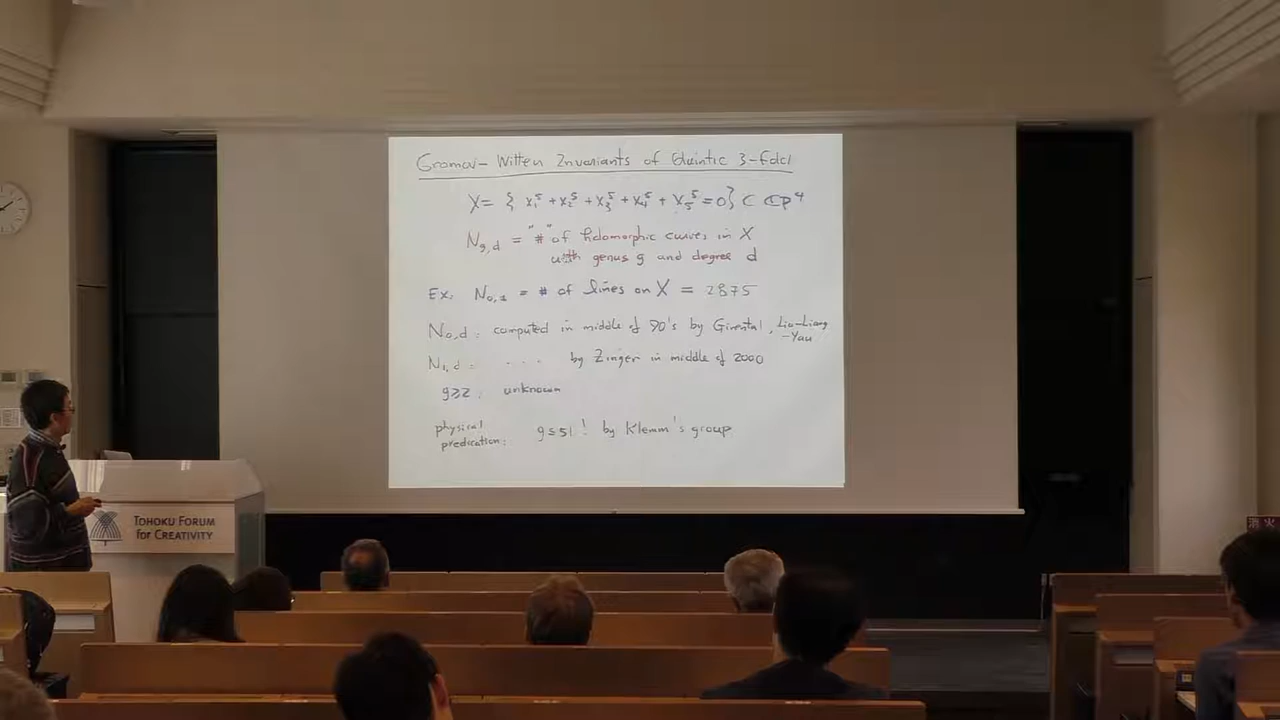 Gromov-Witten Invariants of Quintic 3-fold
X = { x₁⁵ + x₂⁵ + x₃⁵ + x₄⁵ + x₅⁵ = 0 } ⊂ ℂP⁴
N_{g,d} = "#" of holomorphic curves in X
with genus g and degree d
Ex. N_{0,1} = # of lines on X = 2875
N_{0,d} : computed in middle of 90's by Givental, Liu-Liang
-Yau
N_{1,d} : . . . . by Zinger in middle of 2000
g≥2 : unknown
physical
predication: g≤51 ! by Klemm's group
TOHOKU FORUM
for CREATIVITY
消火